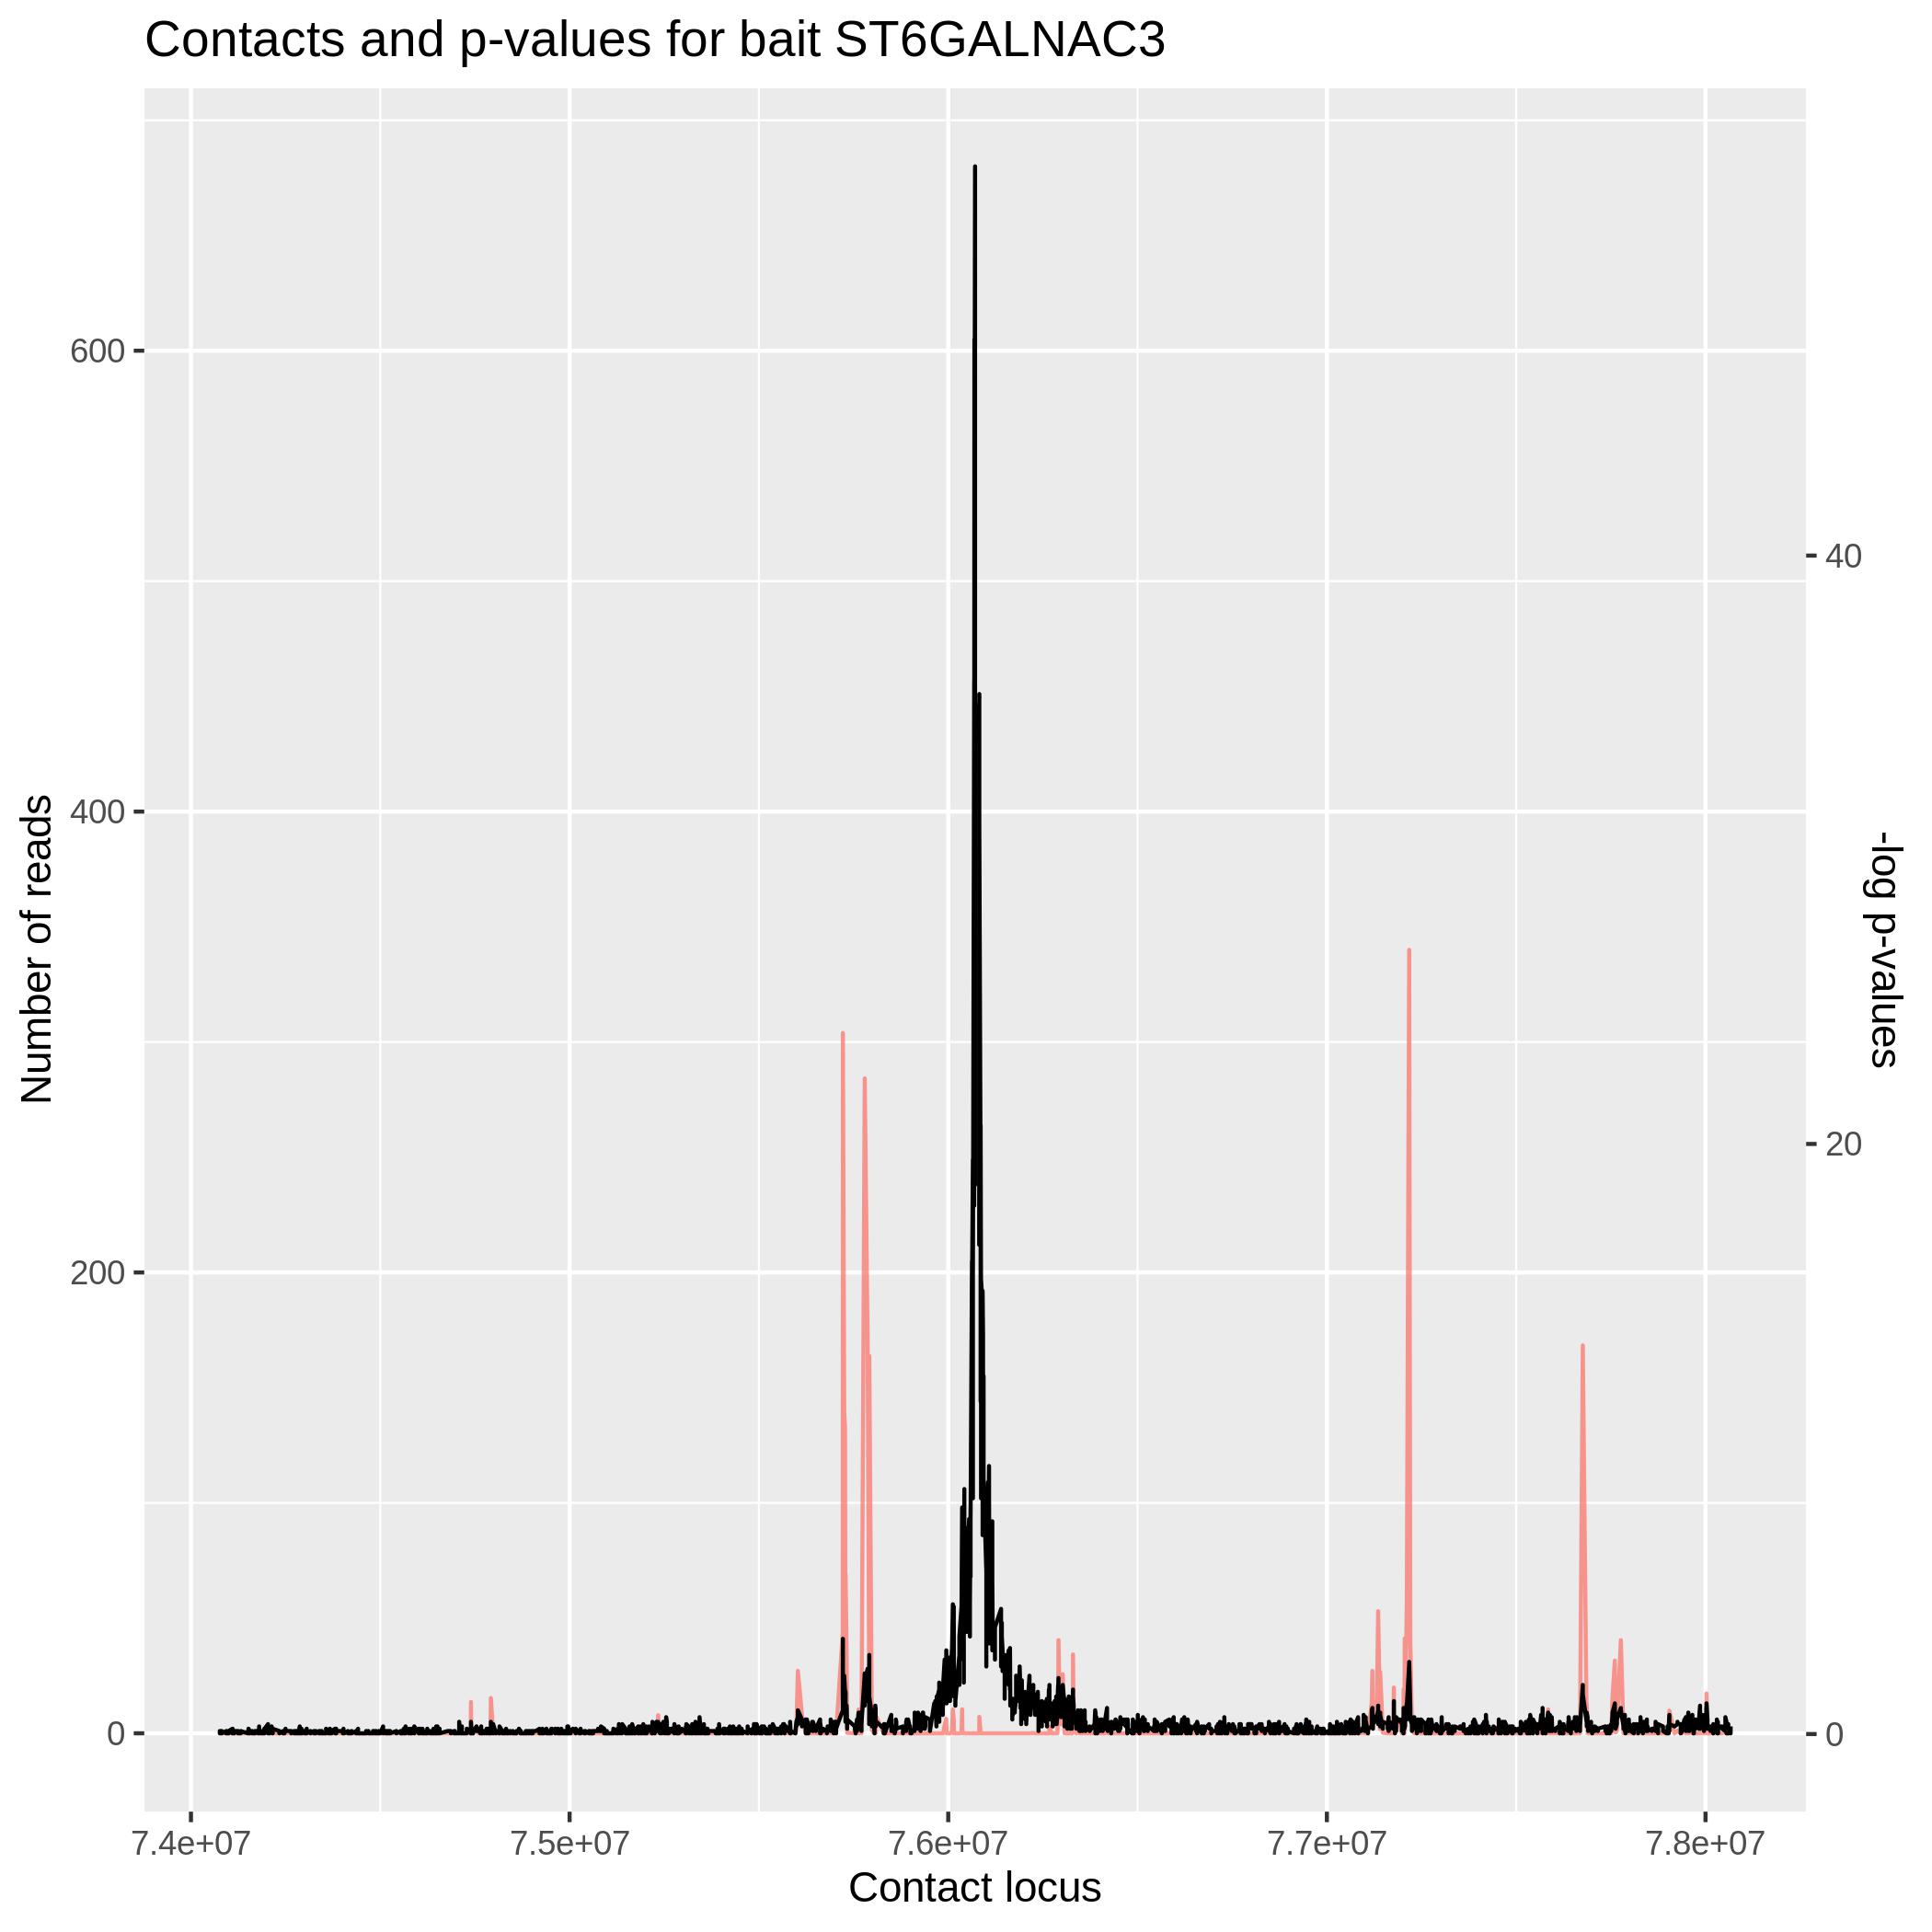 Contacts and p-values for bait ST6GALNAC3
600
400
200
0
Number of reads
40
20
0
-log p-values
7.4e+07
7.5e+07
7.6e+07
7.7e+07
7.8e+07
Contact locus